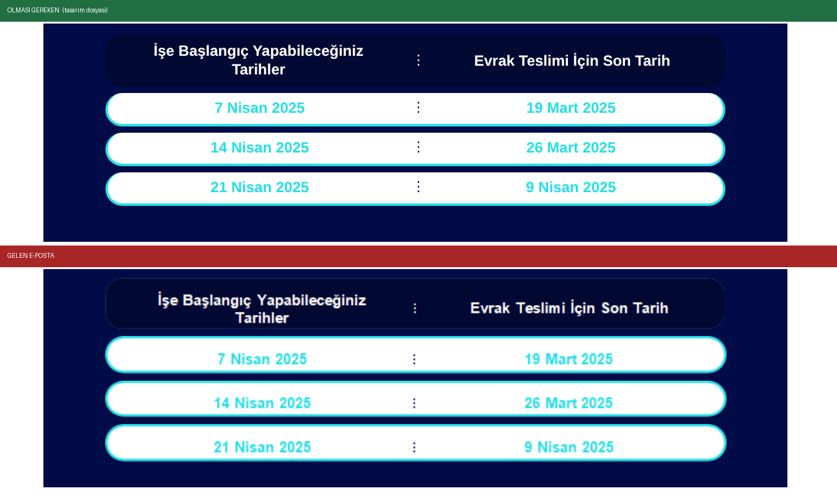 OLMASI GEREKEN (tasarım dosyası)
İşe Başlangıç Yapabileceğiniz
Tarihler
Evrak Teslimi İçin Son Tarih
7 Nisan 2025
19 Mart 2025
14 Nisan 2025
26 Mart 2025
21 Nisan 2025
9 Nisan 2025
GELEN E-POSTA
İşe Başlangıç Yapabileceğiniz
Tarihler
Evrak Teslimi İçin Son Tarih
7 Nisan 2025
19 Mart 2025
14 Nisan 2025
26 Mart 2025
21 Nisan 2025
9 Nisan 2025